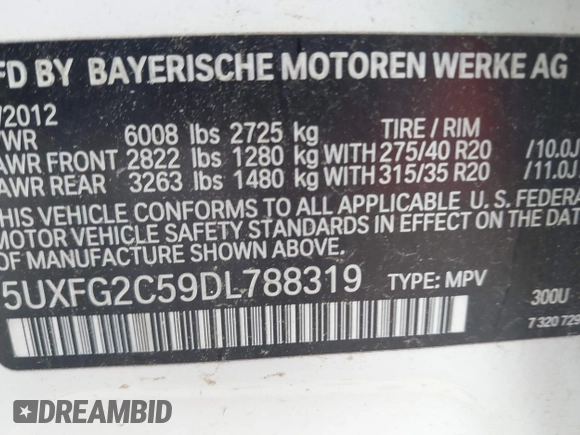 FD BY BAYERISCHE MOTOREN WERKE AG
/2012
WR 6008 lbs 2725 kg TIRE / RIM
AWR FRONT 2822 lbs 1280 kg WITH 275/40 R20 /10.0J
AWR REAR 3263 lbs 1480 kg WITH 315/35 R20 /11.0J
THIS VEHICLE CONFORMS TO ALL APPLICABLE U.S. FEDERA
MOTOR VEHICLE SAFETY STANDARDS IN EFFECT ON THE DAT
OF MANUFACTURE SHOWN ABOVE.
5UXFG2C59DL788319 TYPE: MPV
300U
7 320 729
DREAMBID